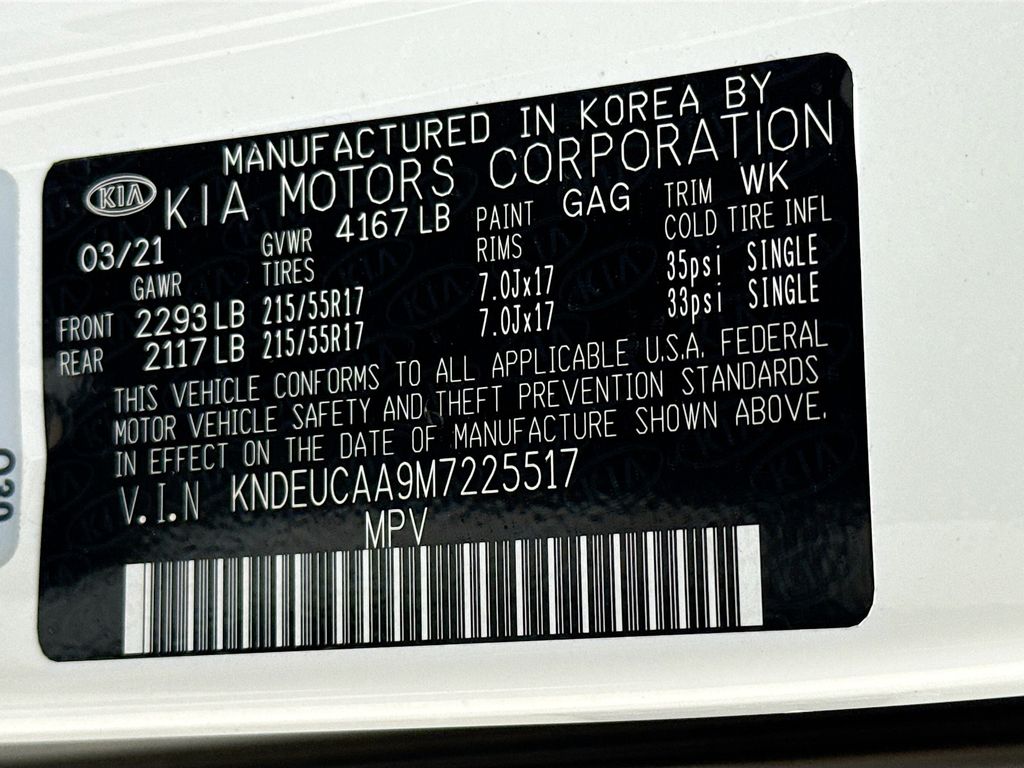 MANUFACTURED IN KOREA BY
KIA KIA MOTORS CORPORATION
03/21 GVWR 4167 LB PAINT GAG TRIM WK
GAWR TIRES RIMS COLD TIRE INFL
FRONT 2293 LB 215/55R17 7.0Jx17 35psi SINGLE
REAR 2117 LB 215/55R17 7.0Jx17 33psi SINGLE
THIS VEHICLE CONFORMS TO ALL APPLICABLE U.S.A. FEDERAL
MOTOR VEHICLE SAFETY AND THEFT PREVENTION STANDARDS
IN EFFECT ON THE DATE OF MANUFACTURE SHOWN ABOVE.
V.I.N KNDEUCAA9M7225517
MPV